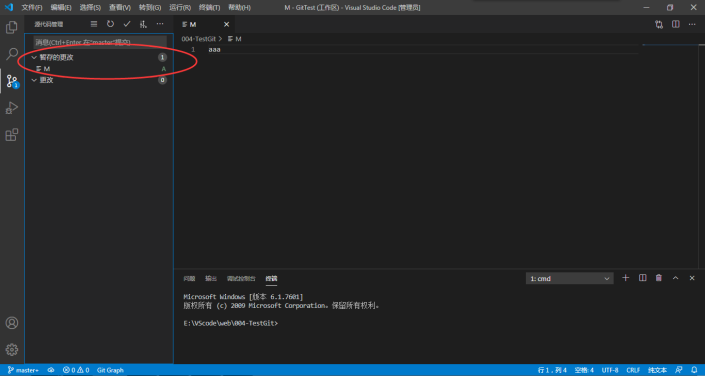 文件(F) 编辑(E) 选择(S) 查看(V) 转到(G) 运行(R) 终端(T) 帮助(H) M - GitTest (工作区) - Visual Studio Code [管理员]
源代码管理
M
消息(Ctrl+Enter 在"master"提交)
暂存的更改 1
M A
更改 0
1
004-TestGit > M
1 aaa
问题 输出 调试控制台 终端 1: cmd
Microsoft Windows [版本 6.1.7601]
版权所有 (c) 2009 Microsoft Corporation。保留所有权利。
E:\VScode\web\004-TestGit>
master+ 0 0 Git Graph 行 1，列 4 空格: 4 UTF-8 CRLF 纯文本